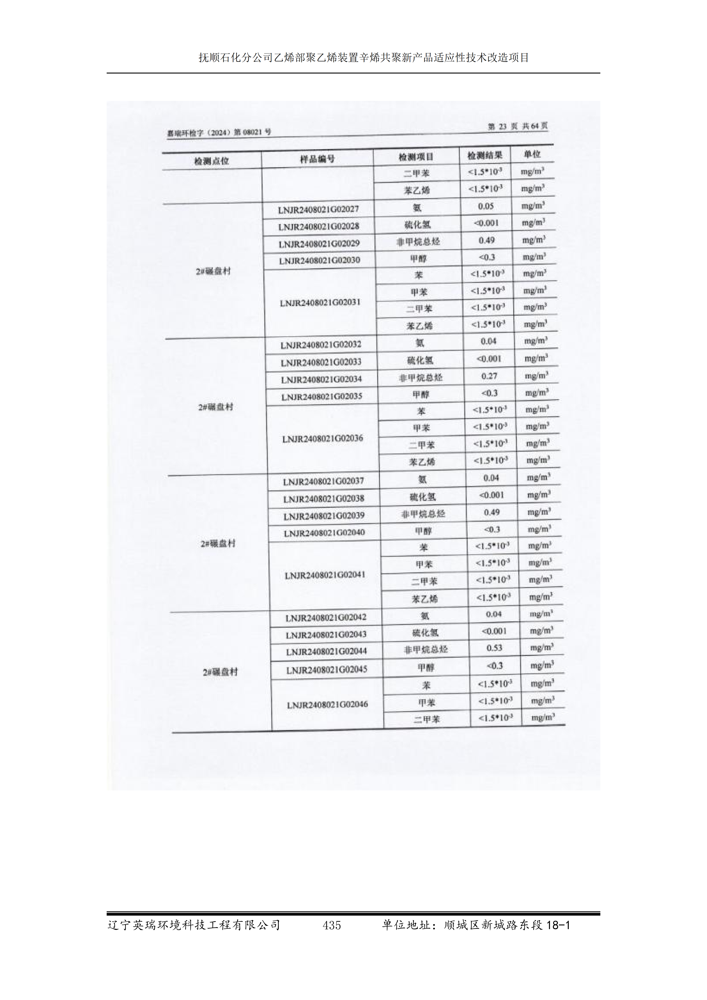 抚顺石化分公司乙烯部聚乙烯装置辛烯共聚新产品适应性技术改造项目
嘉瑞环检字（2024）第 08021 号 第 23 页 共 64 页
检测点位 样品编号 检测项目 检测结果 单位
二甲苯 <1.5*10-3 mg/m³
苯乙烯 <1.5*10-3 mg/m³
2#碾盘村 LNJR2408021G02027 氨 0.05 mg/m³
LNJR2408021G02028 硫化氢 <0.001 mg/m³
LNJR2408021G02029 非甲烷总烃 0.49 mg/m³
LNJR2408021G02030 甲醇 <0.3 mg/m³
LNJR2408021G02031 苯 <1.5*10-3 mg/m³
甲苯 <1.5*10-3 mg/m³
二甲苯 <1.5*10-3 mg/m³
苯乙烯 <1.5*10-3 mg/m³
2#碾盘村 LNJR2408021G02032 氨 0.04 mg/m³
LNJR2408021G02033 硫化氢 <0.001 mg/m³
LNJR2408021G02034 非甲烷总烃 0.27 mg/m³
LNJR2408021G02035 甲醇 <0.3 mg/m³
LNJR2408021G02036 苯 <1.5*10-3 mg/m³
甲苯 <1.5*10-3 mg/m³
二甲苯 <1.5*10-3 mg/m³
苯乙烯 <1.5*10-3 mg/m³
2#碾盘村 LNJR2408021G02037 氨 0.04 mg/m³
LNJR2408021G02038 硫化氢 <0.001 mg/m³
LNJR2408021G02039 非甲烷总烃 0.49 mg/m³
LNJR2408021G02040 甲醇 <0.3 mg/m³
LNJR2408021G02041 苯 <1.5*10-3 mg/m³
甲苯 <1.5*10-3 mg/m³
二甲苯 <1.5*10-3 mg/m³
苯乙烯 <1.5*10-3 mg/m³
2#碾盘村 LNJR2408021G02042 氨 0.04 mg/m³
LNJR2408021G02043 硫化氢 <0.001 mg/m³
LNJR2408021G02044 非甲烷总烃 0.53 mg/m³
LNJR2408021G02045 甲醇 <0.3 mg/m³
LNJR2408021G02046 苯 <1.5*10-3 mg/m³
甲苯 <1.5*10-3 mg/m³
二甲苯 <1.5*10-3 mg/m³
辽宁英瑞环境科技工程有限公司 435 单位地址：顺城区新城路东段 18-1